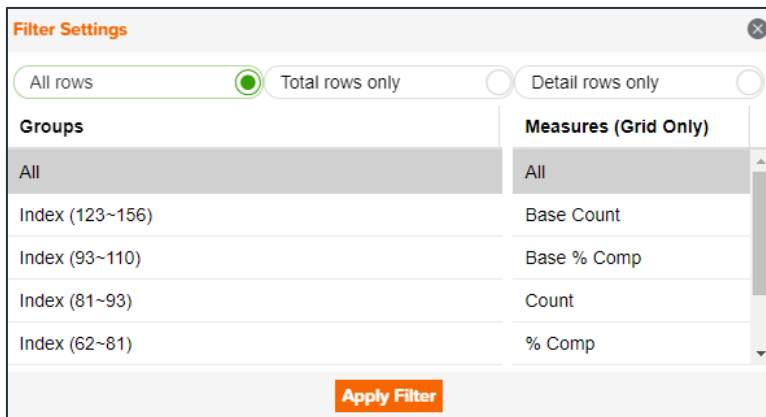 Filter Settings
All rows Total rows only Detail rows only
Groups Measures (Grid Only)
All All
Index (123~156) Base Count
Index (93~110) Base % Comp
Index (81~93) Count
Index (62~81) % Comp
Apply Filter